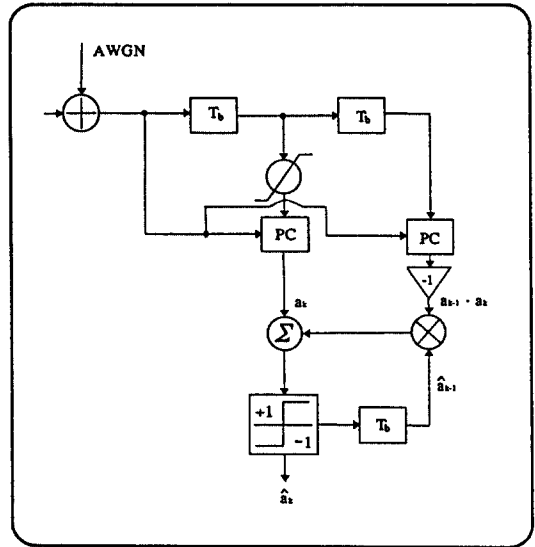 AWGN
T_b
T_b
PC
PC
-1
a_k
a_{k-1} · a_k
Σ
â_{k-1}
+1
-1
T_b
â_k